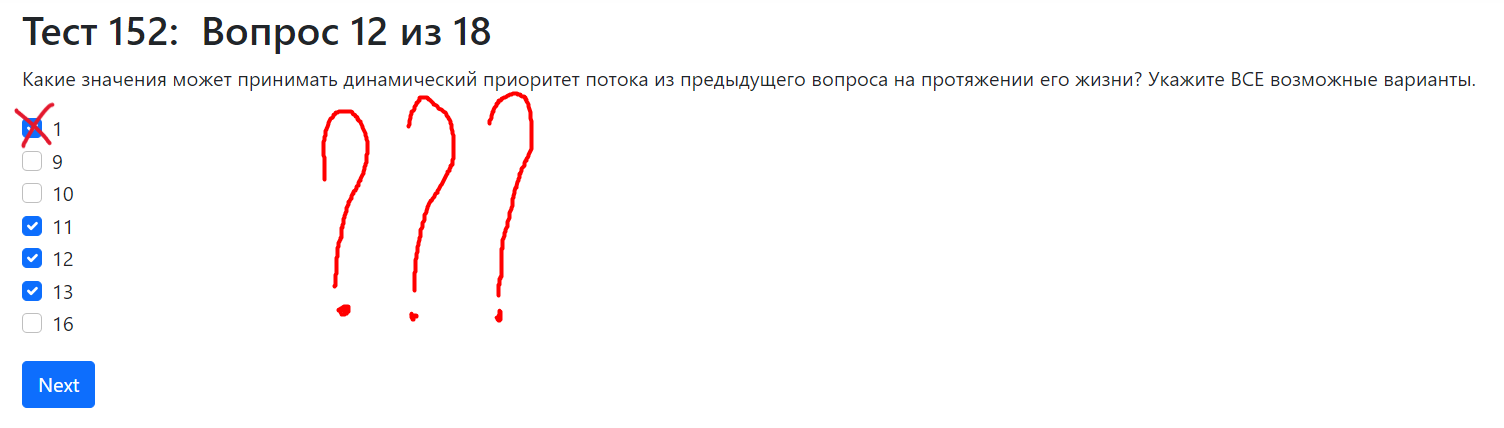 Тест 152: Вопрос 12 из 18
Какие значения может принимать динамический приоритет потока из предыдущего вопроса на протяжении его жизни? Укажите ВСЕ возможные варианты.
1
9
10
11
12
13
16
???
Next